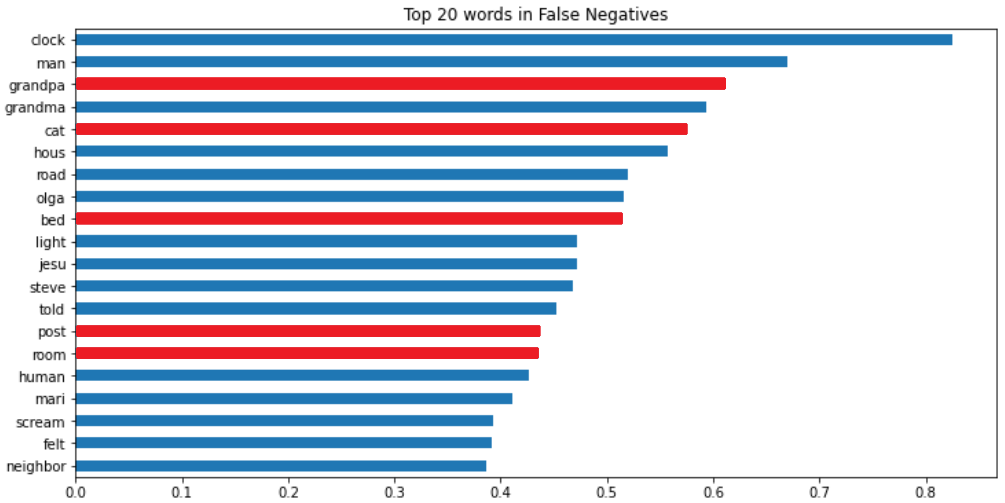 Top 20 words in False Negatives
clock
man
grandpa
grandma
cat
hous
road
olga
bed
light
jesu
steve
told
post
room
human
mari
scream
felt
neighbor
0.0 0.1 0.2 0.3 0.4 0.5 0.6 0.7 0.8